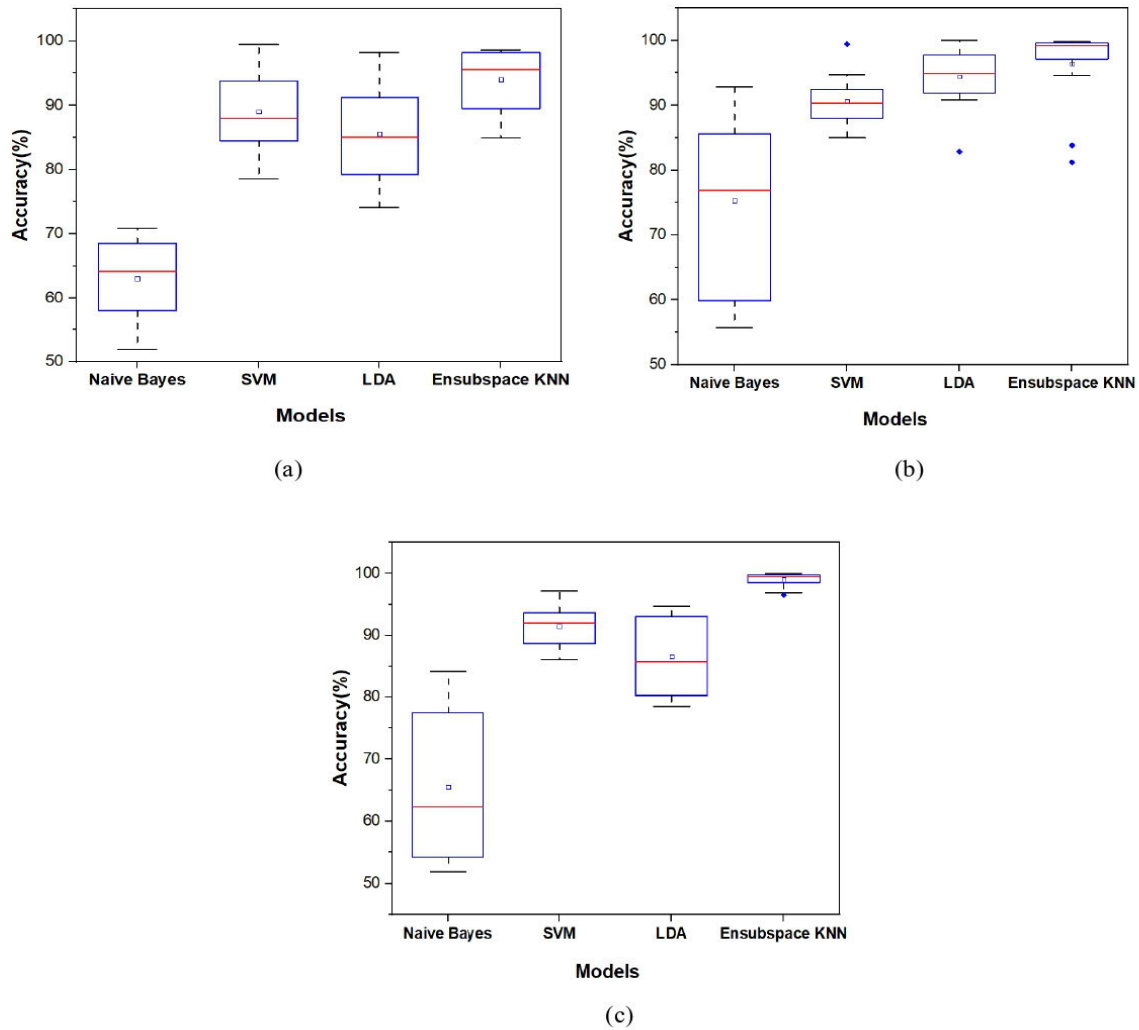 100
90
80
70
60
50
Accuracy(%)
Naive Bayes SVM LDA Ensubspace KNN
Models
(a)
100
90
80
70
60
50
Accuracy(%)
Naive Bayes SVM LDA Ensubspace KNN
Models
(b)
100
90
80
70
60
50
Accuracy(%)
Naive Bayes SVM LDA Ensubspace KNN
Models
(c)